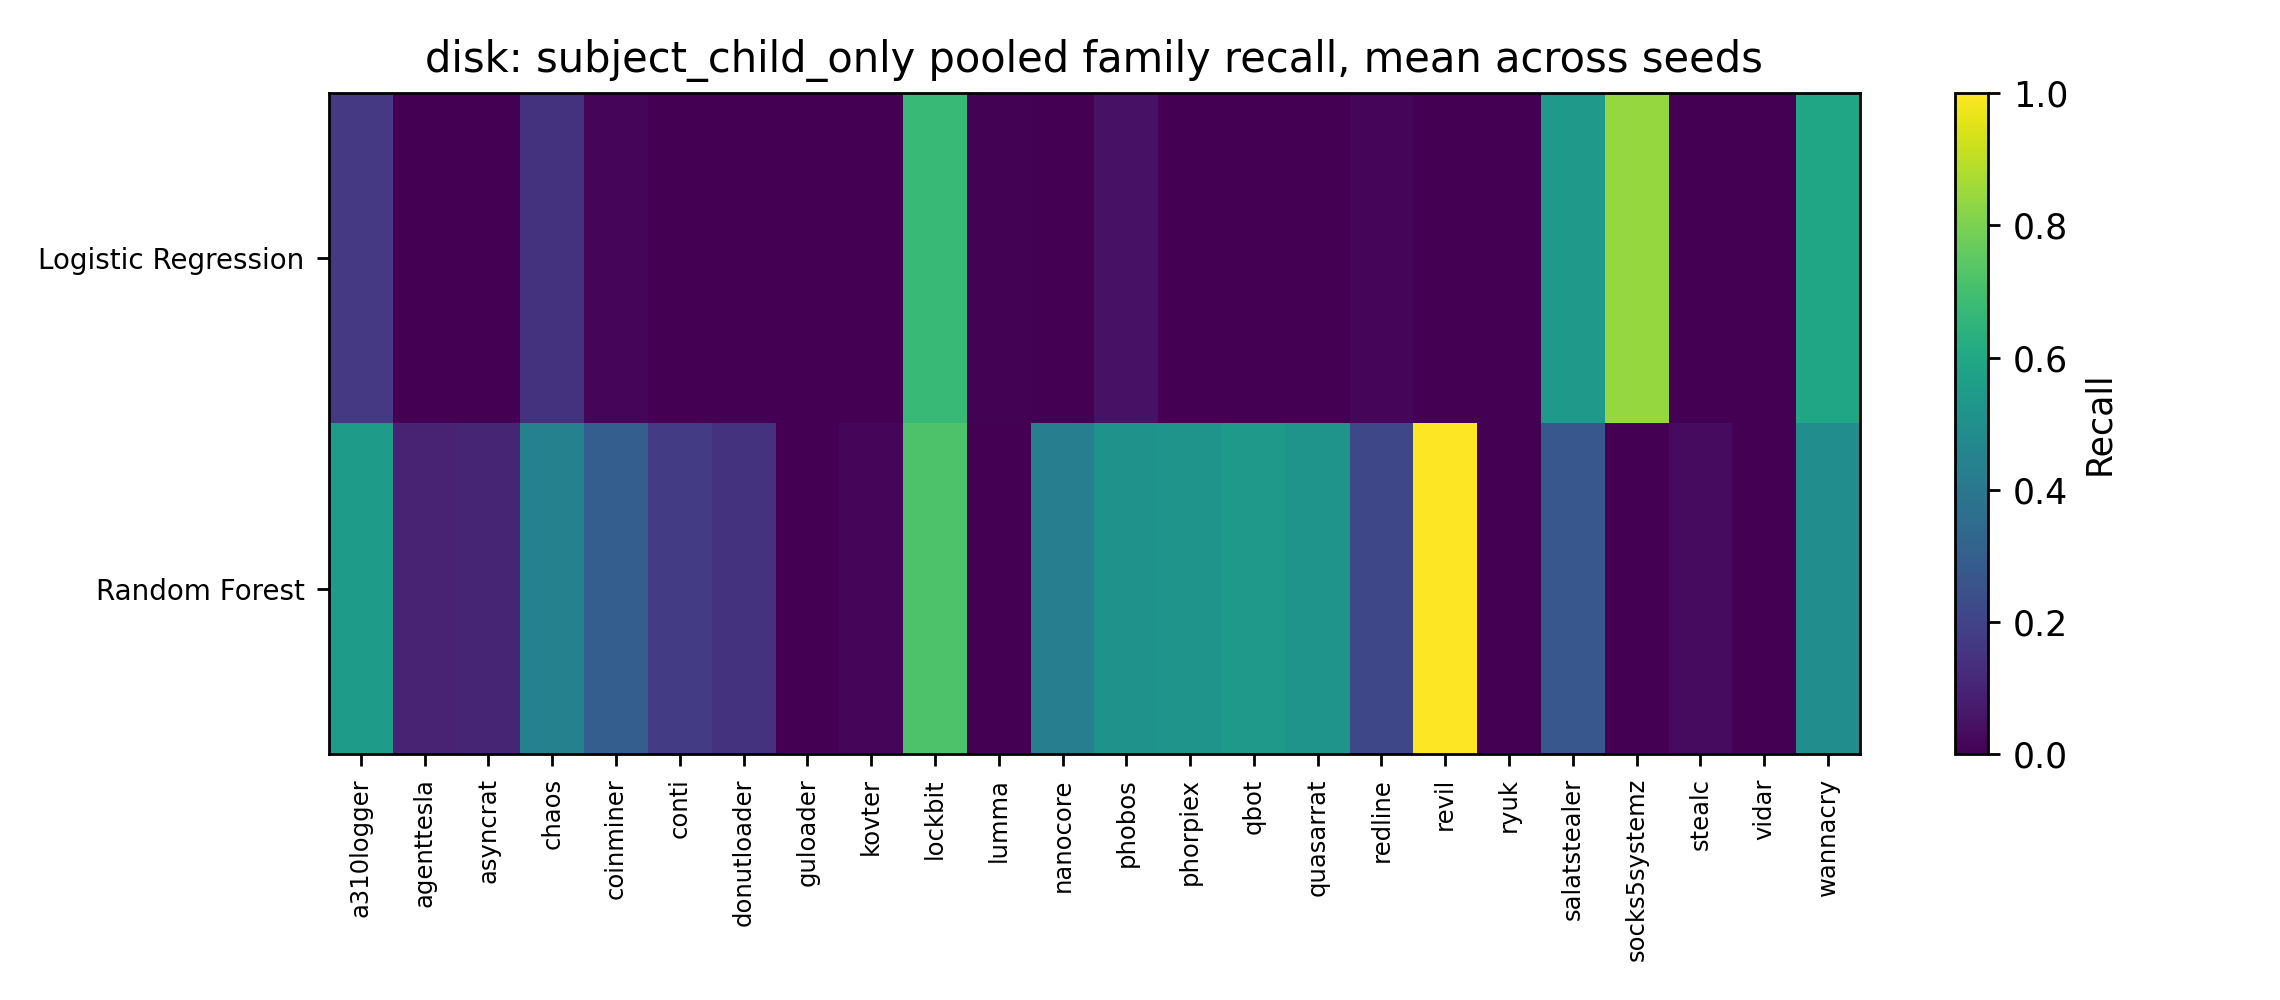 disk: subject_child_only pooled family recall, mean across seeds
Logistic Regression
Random Forest
a310logger
agenttesla
asyncrat
chaos
coinminer
conti
donutloader
guloader
kovter
lockbit
lumma
nanocore
phobos
phorpiex
qbot
quasarrat
redline
revil
ryuk
salatstealer
socks5systemz
stealc
vidar
wannacry
1.0
0.8
0.6
0.4
0.2
0.0
Recall